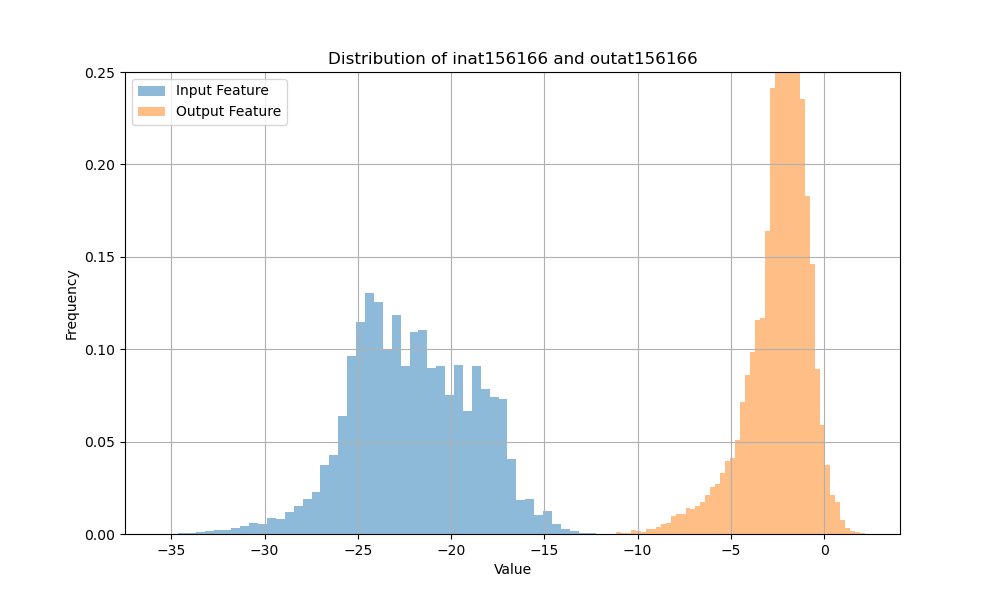 Distribution of inat156166 and outat156166
Input Feature
Output Feature
Frequency
0.25
0.20
0.15
0.10
0.05
0.00
−35 −30 −25 −20 −15 −10 −5 0
Value